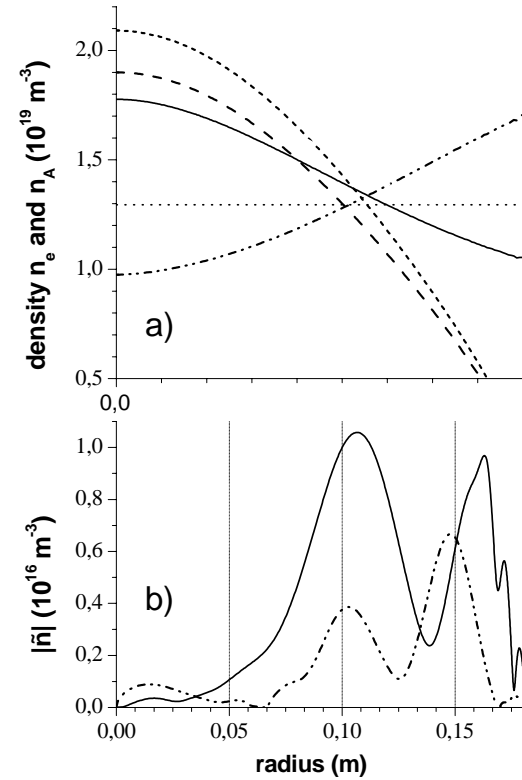 density n_e and n_A (10^19 m^-3)
2,0
1,5
1,0
0,5
a)
0,0
|ñ| (10^16 m^-3)
1,0
0,8
0,6
0,4
0,2
0,0
b)
0,00 0,05 0,10 0,15
radius (m)